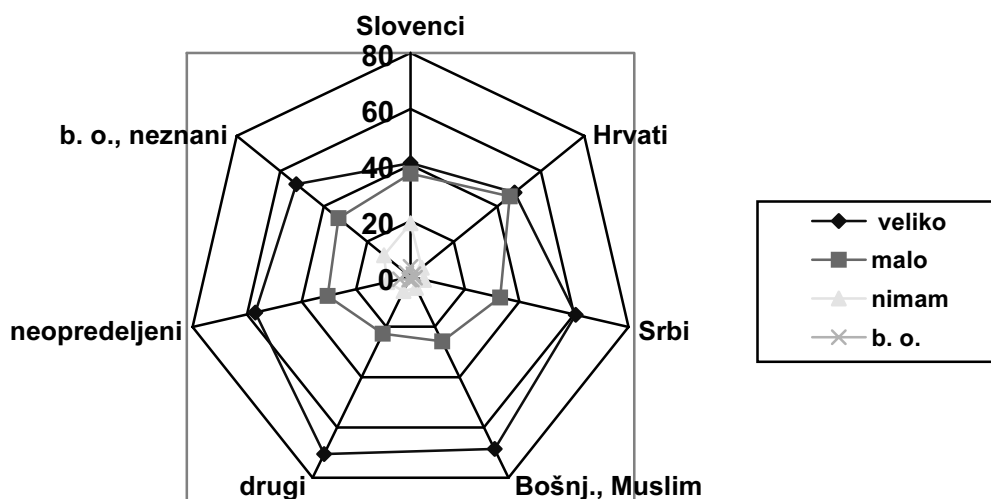 Slovenci
80
60
40
20
0
Hrvati
Srbi
Bošnj., Muslim
drugi
neopredeljeni
b. o., neznani
veliko
malo
nimam
b. o.